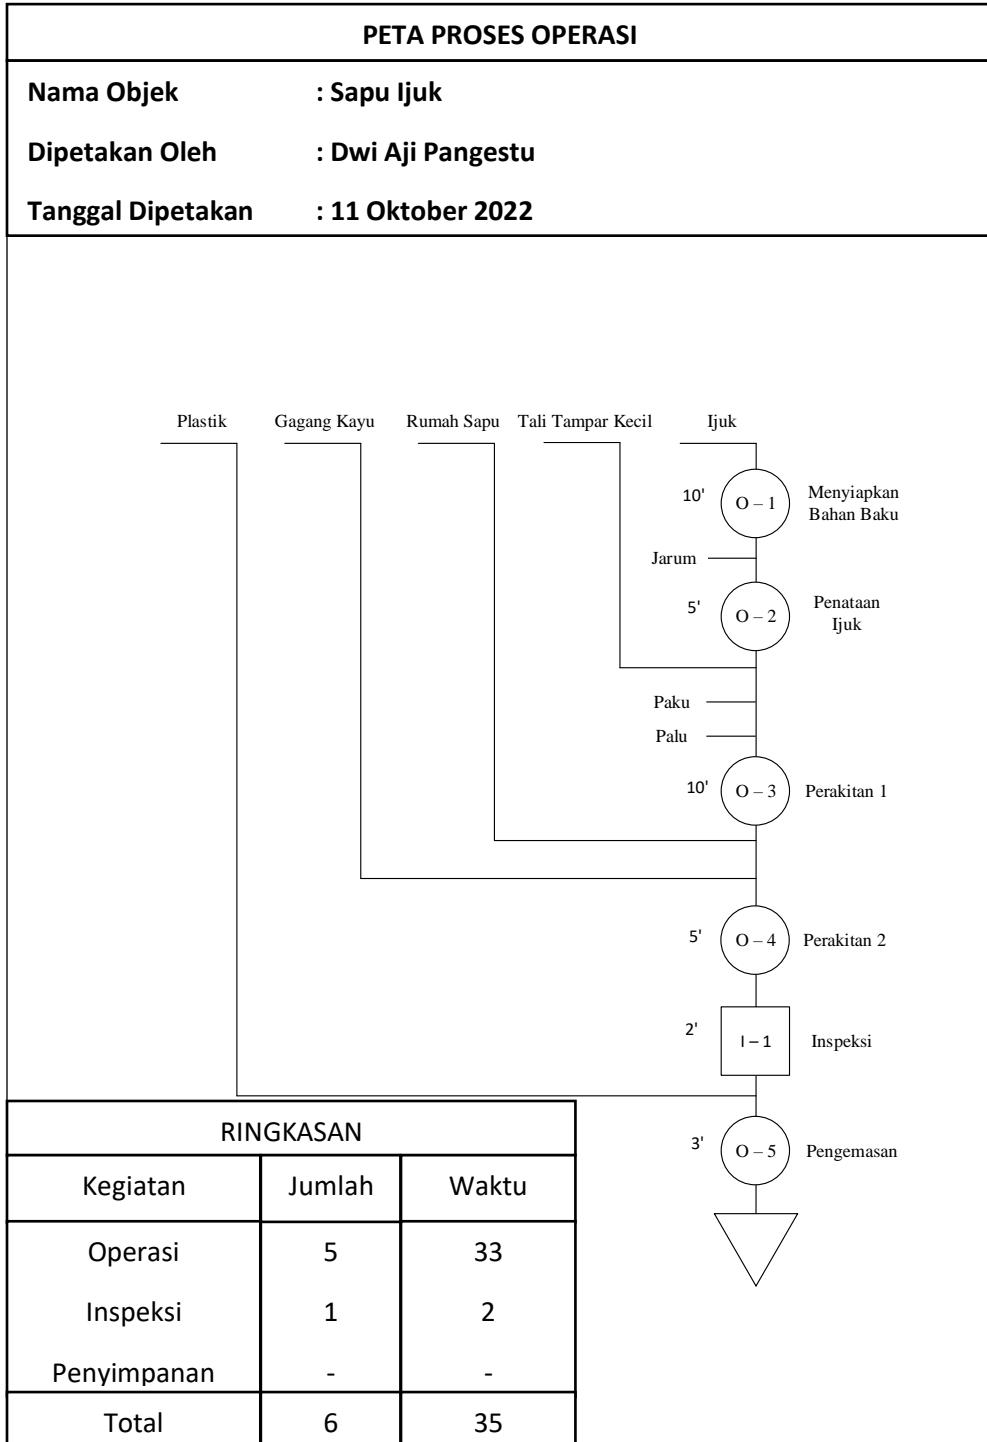 PETA PROSES OPERASI
Nama Objek : Sapu Ijuk
Dipetakan Oleh : Dwi Aji Pangestu
Tanggal Dipetakan : 11 Oktober 2022
Plastik Gagang Kayu Rumah Sapu Tali Tampar Kecil Ijuk
10' O – 1 Menyiapkan
Bahan Baku
Jarum
5' O – 2 Penataan
Ijuk
Paku
Palu
10' O – 3 Perakitan 1
5' O – 4 Perakitan 2
2' I – 1 Inspeksi
3' O – 5 Pengemasan
RINGKASAN
Kegiatan Jumlah Waktu
Operasi 5 33
Inspeksi 1 2
Penyimpanan - -
Total 6 35